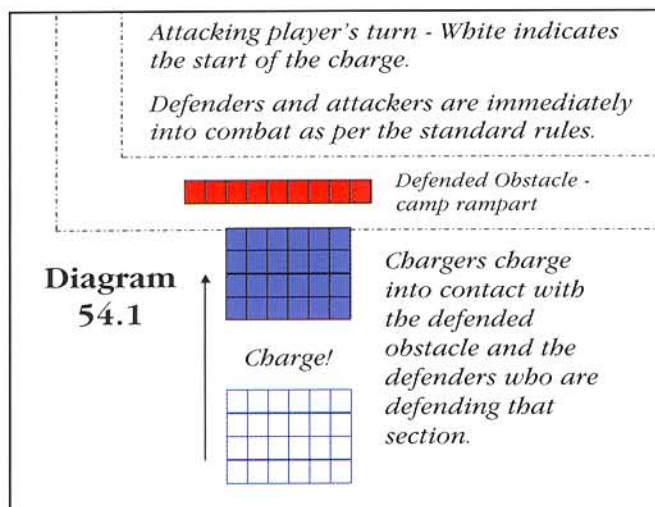 Attacking player's turn - White indicates
the start of the charge.
Defenders and attackers are immediately
into combat as per the standard rules.
Defended Obstacle -
camp rampart
Diagram
54.1
Chargers charge
into contact with
the defended
obstacle and the
defenders who are
defending that
section.
Charge!